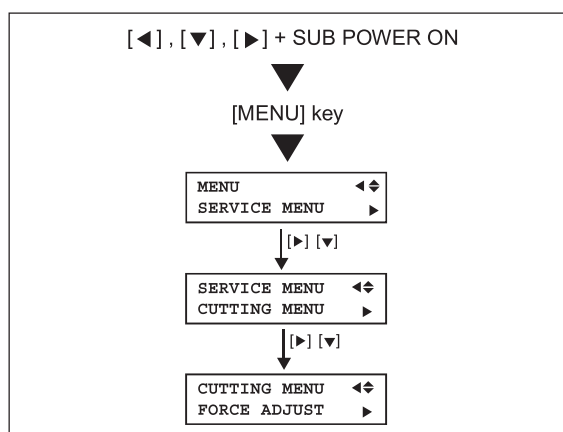 [◀] , [▼] , [▶] + SUB POWER ON
[MENU] key
MENU ◀◆
SERVICE MENU ▶
[▶] [▼]
SERVICE MENU ◀◆
CUTTING MENU ▶
[▶] [▼]
CUTTING MENU ◀◆
FORCE ADJUST ▶